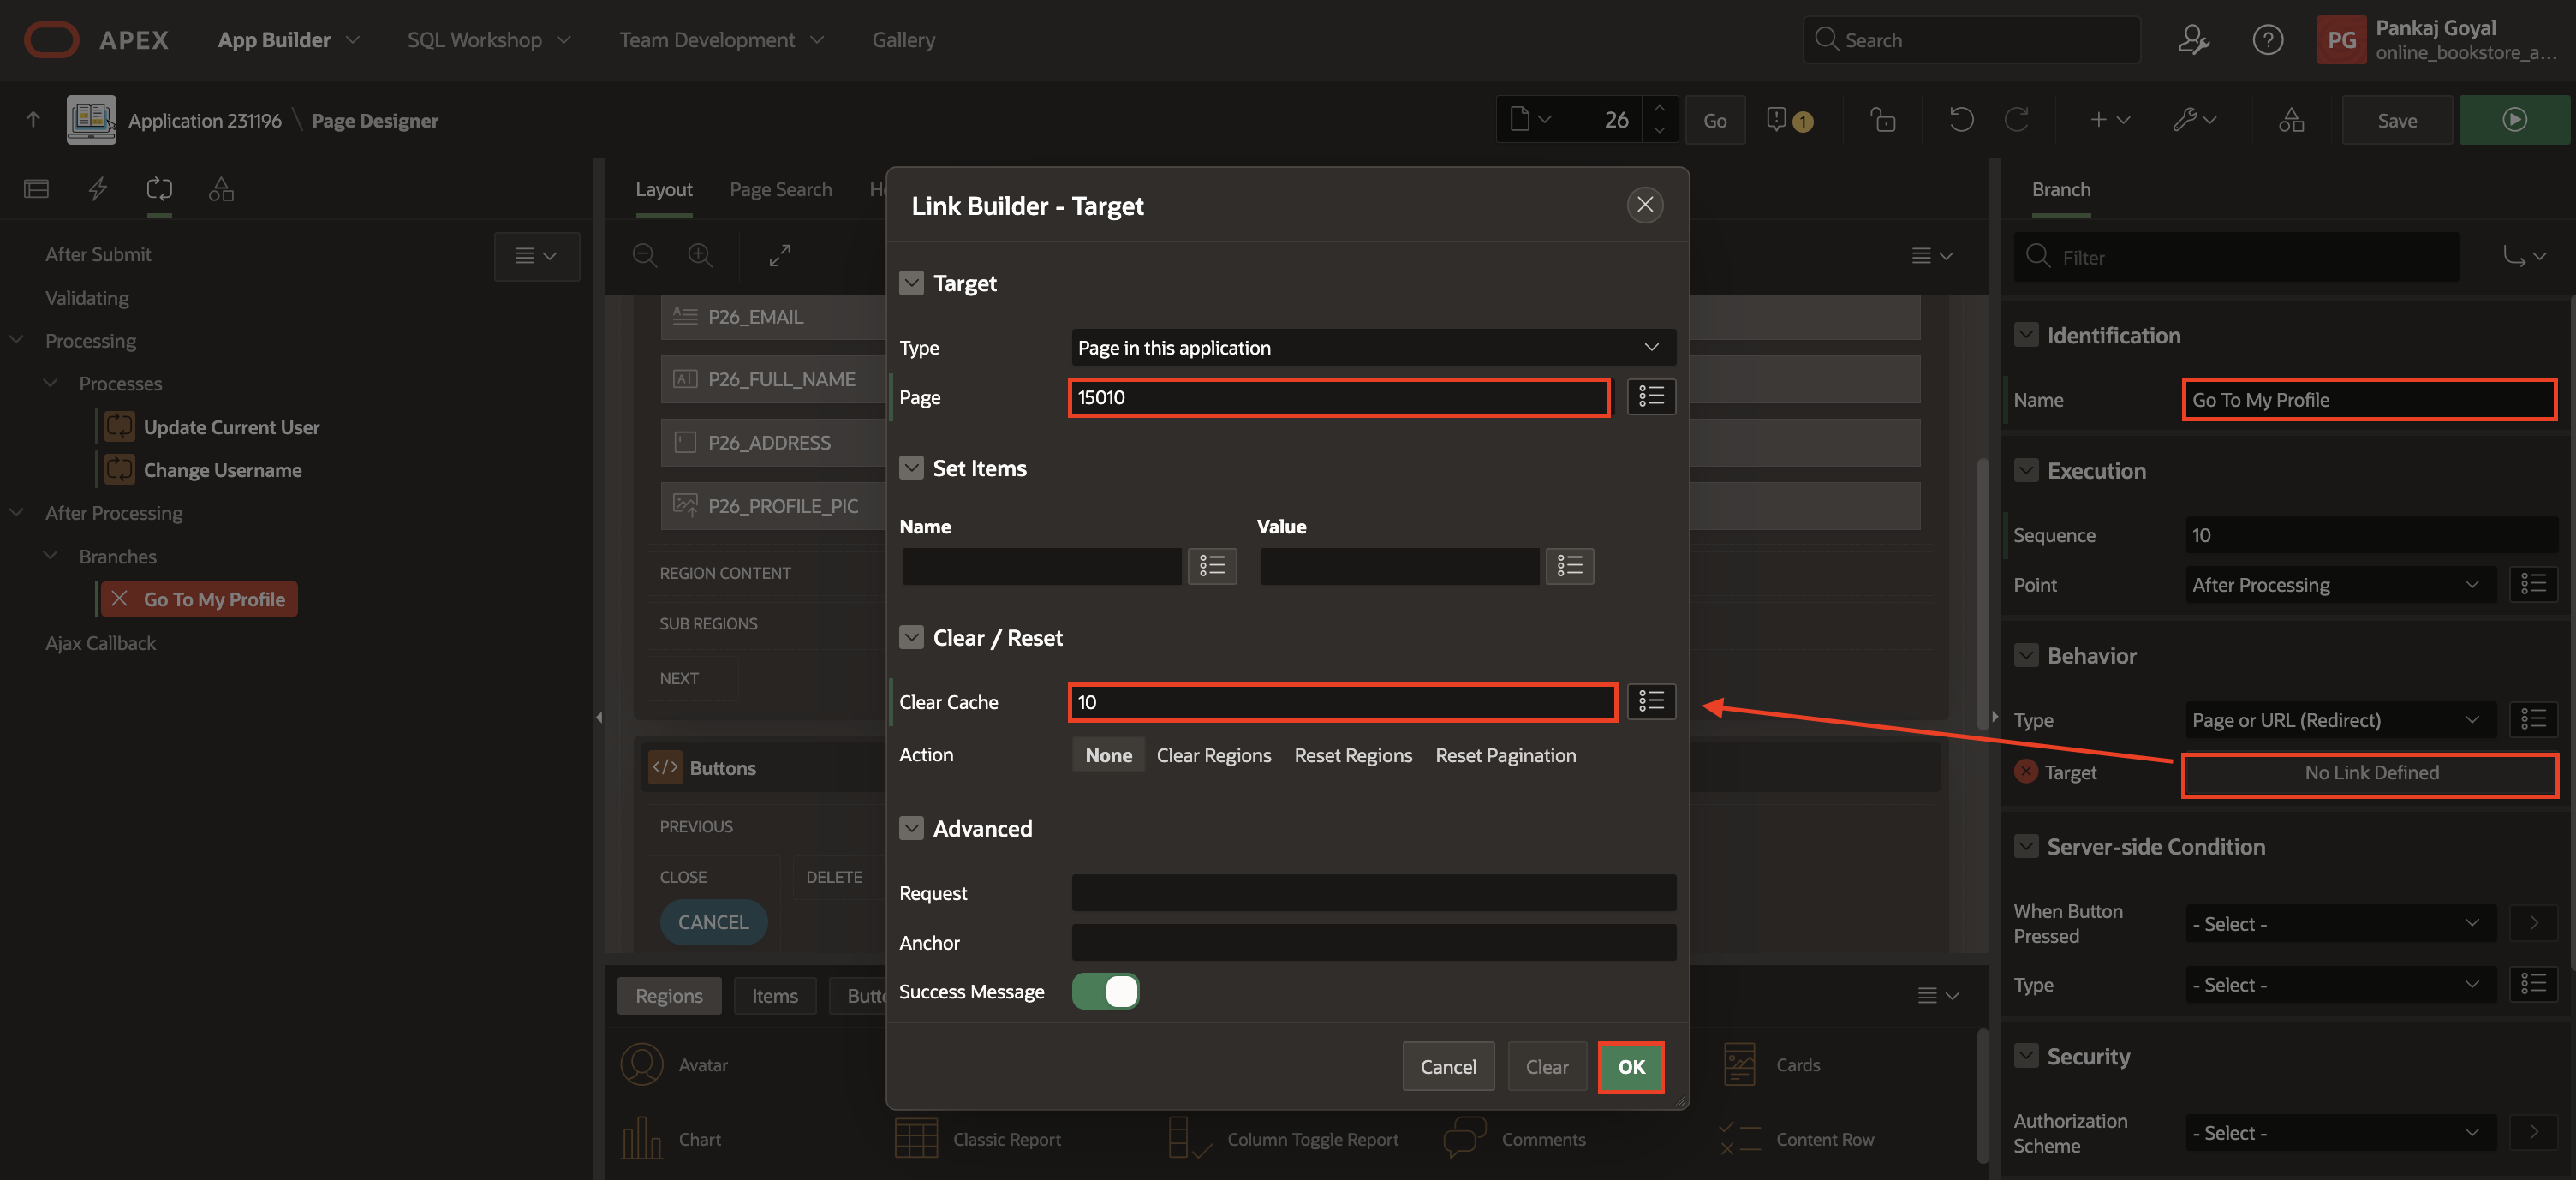 APEX App Builder SQL Workshop Team Development Gallery Search PG Pankaj Goyal
online_bookstore_a...
Application 231196 \ Page Designer 26 Go 1 Save
Layout Page Search Branch
After Submit
Validating
Processing
Processes
Update Current User
Change Username
After Processing
Branches
Go To My Profile
Ajax Callback
P26_EMAIL
P26_FULL_NAME
P26_ADDRESS
P26_PROFILE_PIC
REGION CONTENT
SUB REGIONS
NEXT
Buttons
PREVIOUS
CLOSE DELETE
CANCEL
Regions Items
Avatar Cards
Chart Classic Report Column Toggle Report Comments Content Row
Link Builder - Target
Target
Type Page in this application
Page 15010
Set Items
Name Value
Clear / Reset
Clear Cache 10
Action None Clear Regions Reset Regions Reset Pagination
Advanced
Request
Anchor
Success Message
Cancel Clear OK
Filter
Identification
Name Go To My Profile
Execution
Sequence 10
Point After Processing
Behavior
Type Page or URL (Redirect)
Target No Link Defined
Server-side Condition
When Button
Pressed - Select -
Type - Select -
Security
Authorization
Scheme - Select -